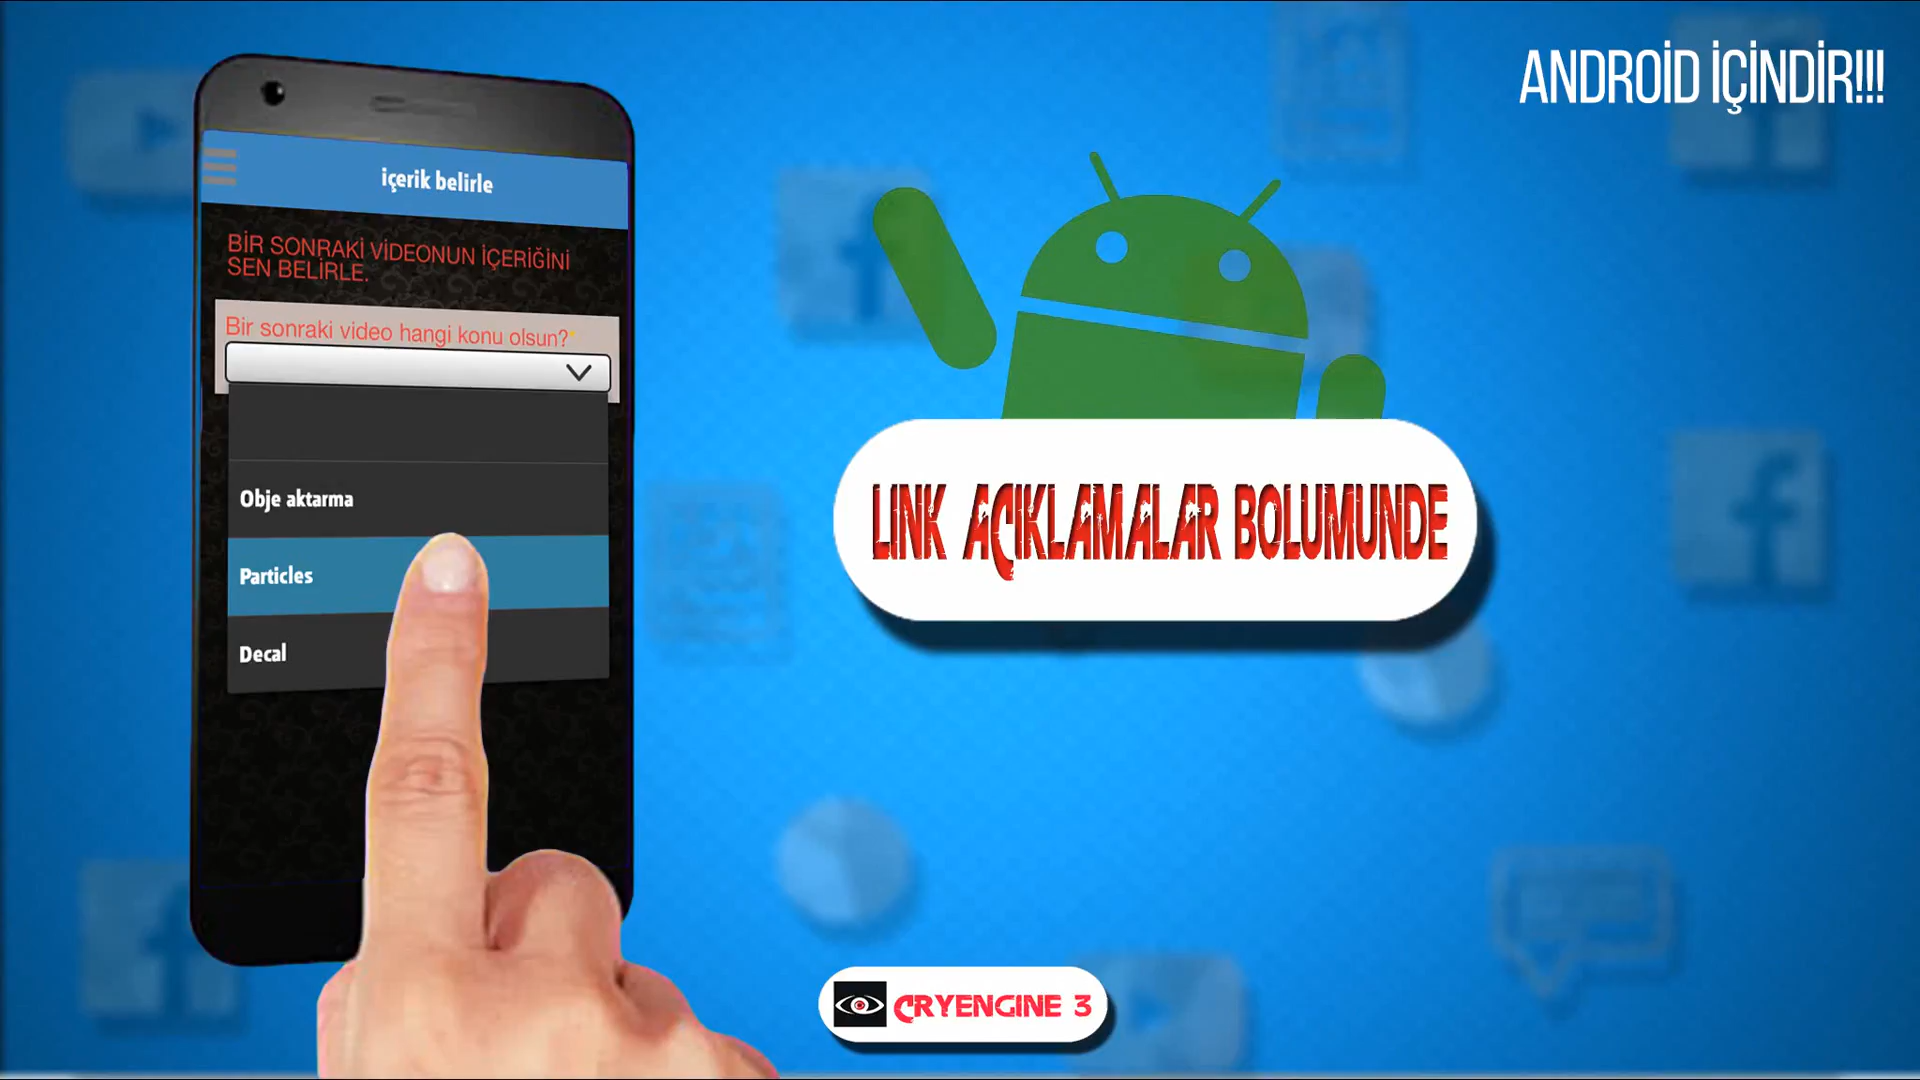 ANDROİD İÇİNDİR!!!
içerik belirle
BİR SONRAKİ VİDEONUN İÇERİĞİNİ
SEN BELİRLE.
Bir sonraki video hangi konu olsun?*
Obje aktarma
Particles
Decal
LINK AÇIKLAMALAR BOLUMUNDE
CRYENGINE 3